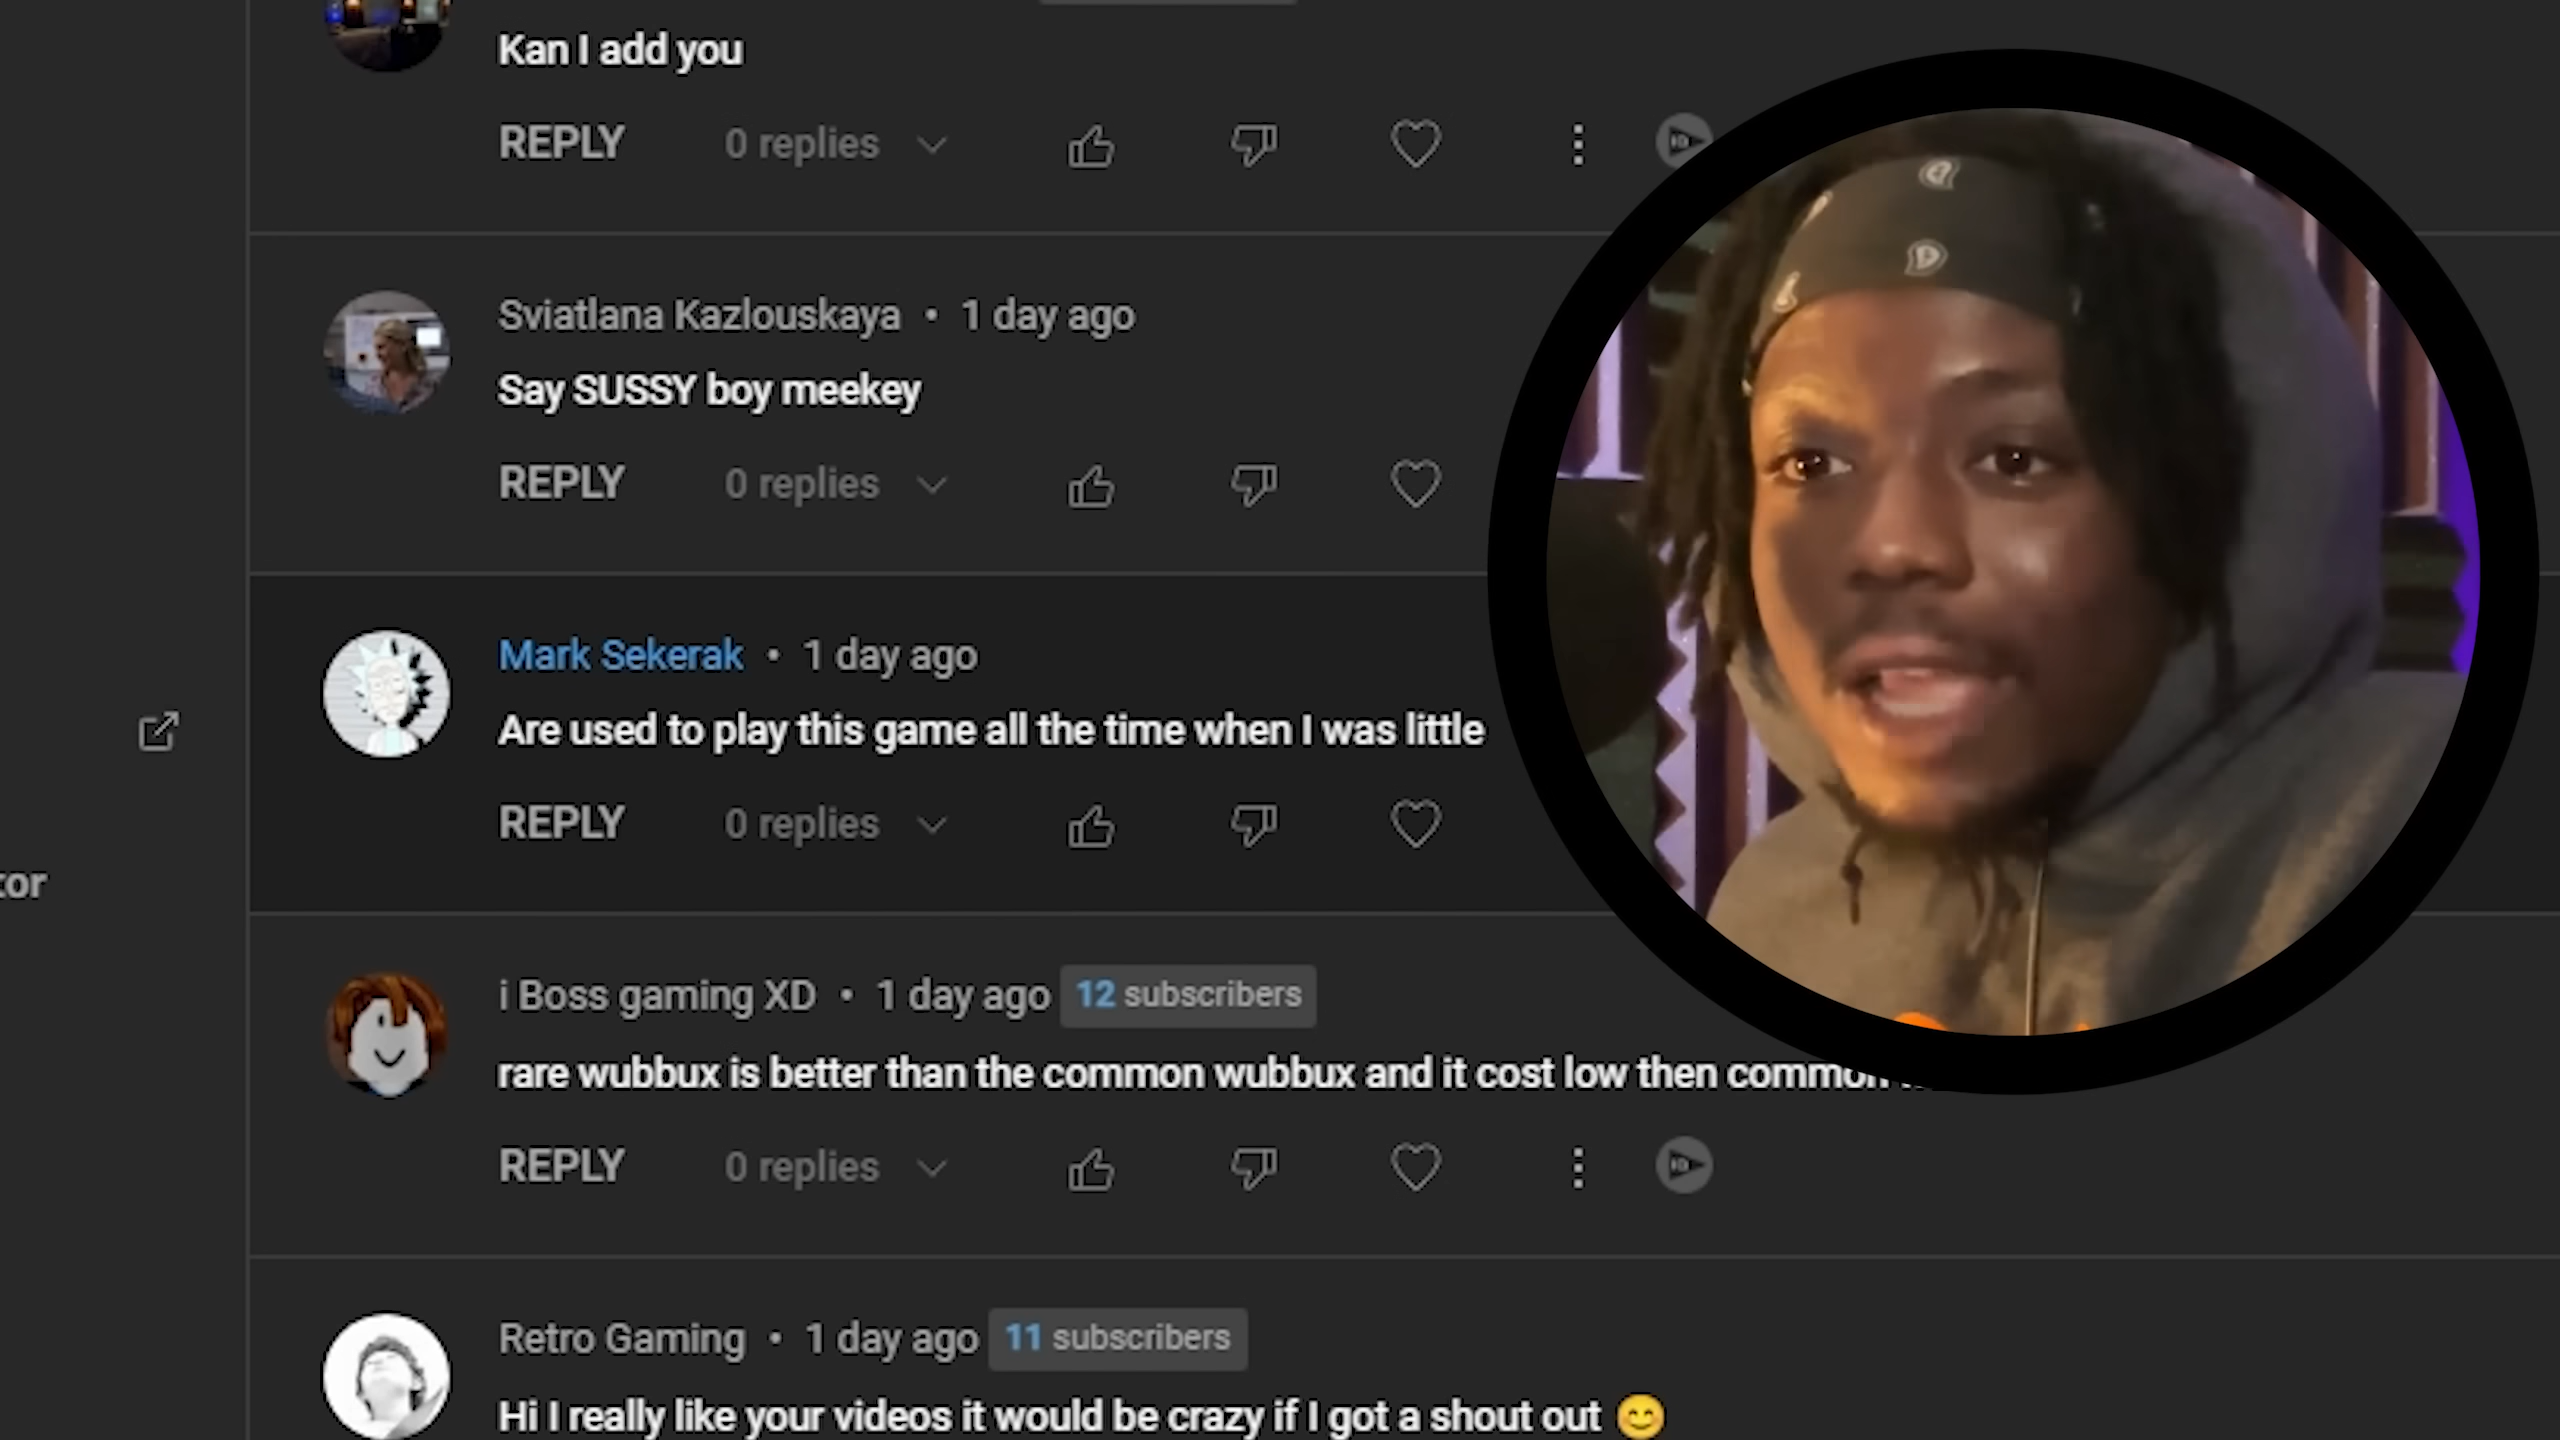 Kan I add you
REPLY 0 replies
Sviatlana Kazlouskaya • 1 day ago
Say SUSSY boy meekey
REPLY 0 replies
Mark Sekerak • 1 day ago
Are used to play this game all the time when I was little
REPLY 0 replies
tor
i Boss gaming XD • 1 day ago 12 subscribers
rare wubbux is better than the common wubbux and it cost low then common
REPLY 0 replies
Retro Gaming • 1 day ago 11 subscribers
Hi I really like your videos it would be crazy if I got a shout out 😊